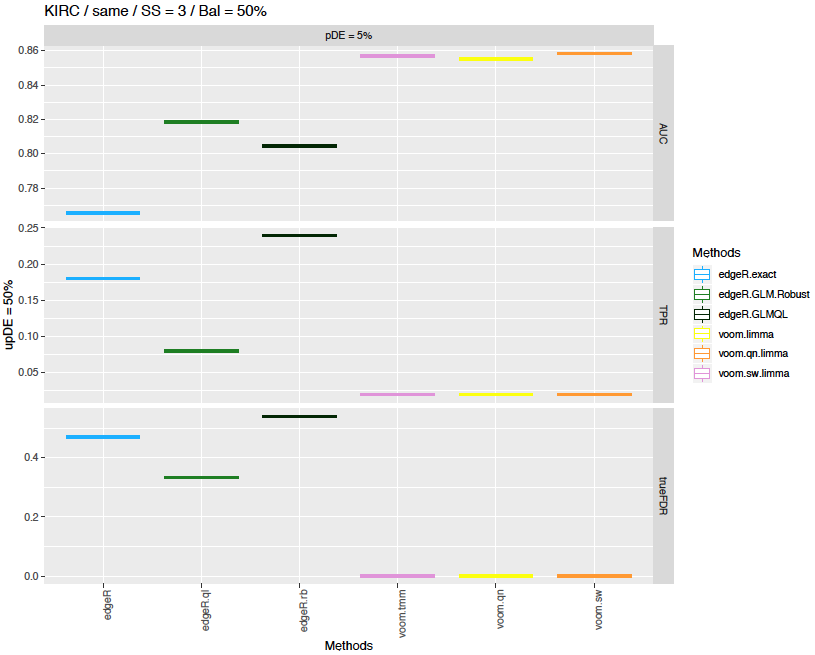 KIRC / same / SS = 3 / Bal = 50%
pDE = 5%
0.86
0.84
0.82
0.80
0.78
AUC
0.25
0.20
0.15
0.10
0.05
TPR
upDE = 50%
0.4
0.2
0.0
trueFDR
edgeR
edgeR.ql
edgeR.rb
voom.tmm
voom.qn
voom.sw
Methods
Methods
edgeR.exact
edgeR.GLM.Robust
edgeR.GLMQL
voom.limma
voom.qn.limma
voom.sw.limma